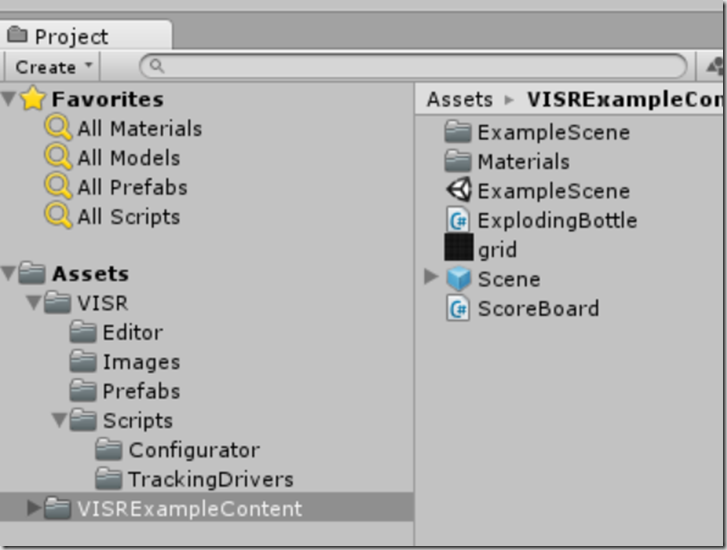 Project
Create
Favorites
All Materials
All Models
All Prefabs
All Scripts
Assets
VISR
Editor
Images
Prefabs
Scripts
Configurator
TrackingDrivers
VISRExampleContent
Assets ▸ VISRExampleCon
ExampleScene
Materials
ExampleScene
ExplodingBottle
grid
Scene
ScoreBoard